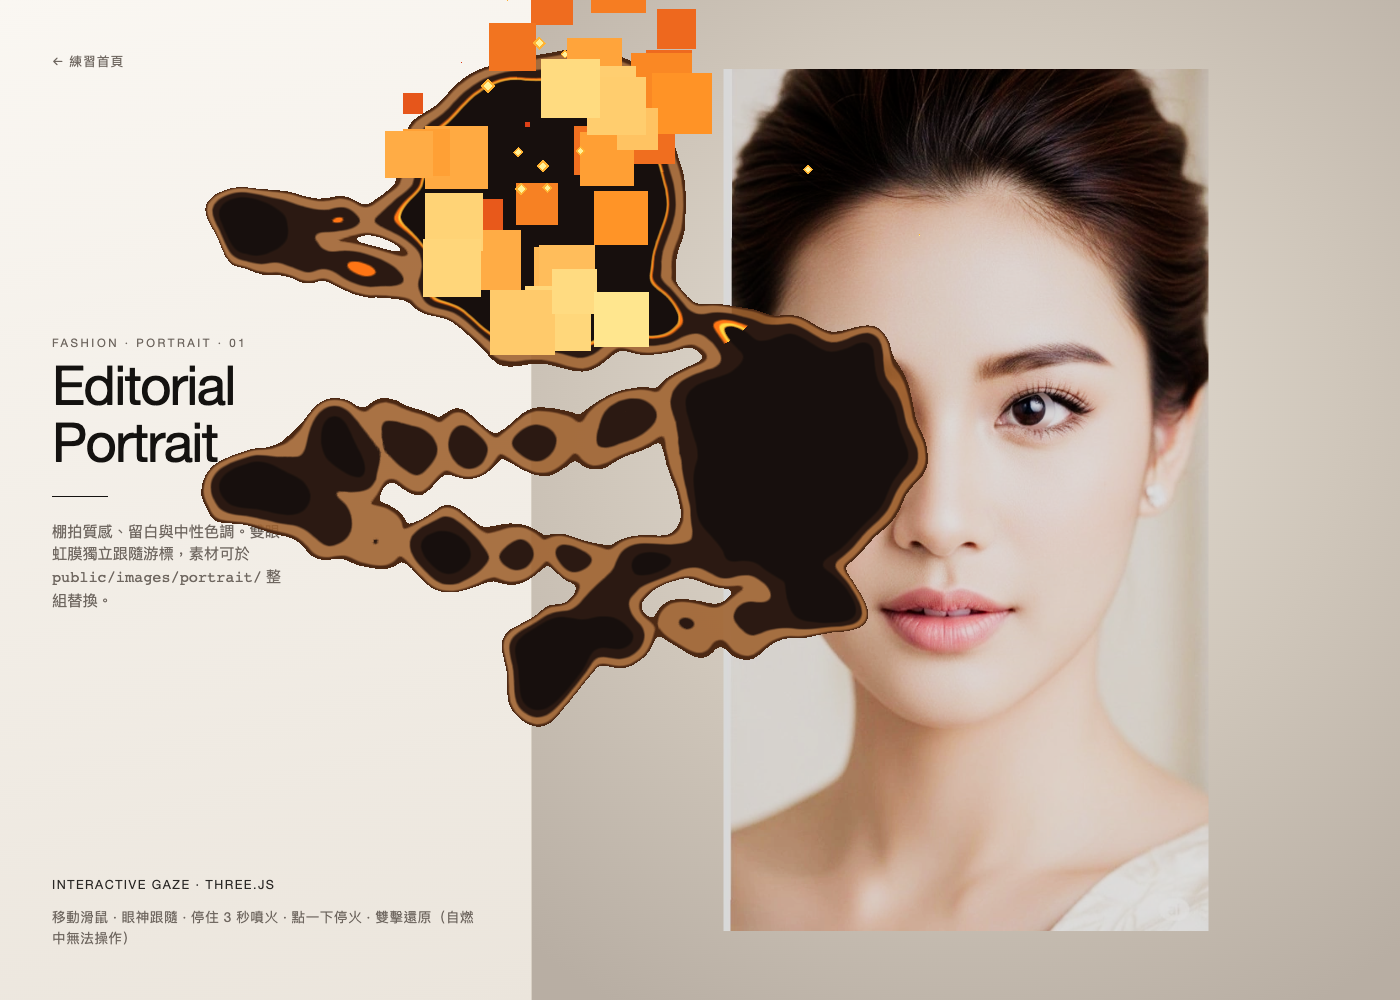 ← 練習首頁
FASHION · PORTRAIT · 01
Editorial
Portrait
棚拍質感、留白與中性色調。雙眼
虹膜獨立跟隨游標，素材可於
public/images/portrait/ 整
組替換。
INTERACTIVE GAZE · THREE.JS
移動滑鼠 · 眼神跟隨 · 停住 3 秒噴火 · 點一下停火 · 雙擊還原（自燃
中無法操作）